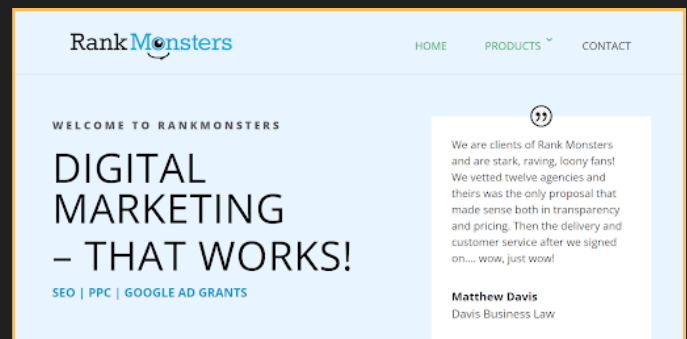 Rank Monsters
HOME PRODUCTS CONTACT
WELCOME TO RANKMONSTERS
DIGITAL
MARKETING
– THAT WORKS!
SEO | PPC | GOOGLE AD GRANTS
We are clients of Rank Monsters
and are stark, raving, loony fans!
We vetted twelve agencies and
theirs was the only proposal that
made sense both in transparency
and pricing. Then the delivery and
customer service after we signed
on.... wow, just wow!
Matthew Davis
Davis Business Law